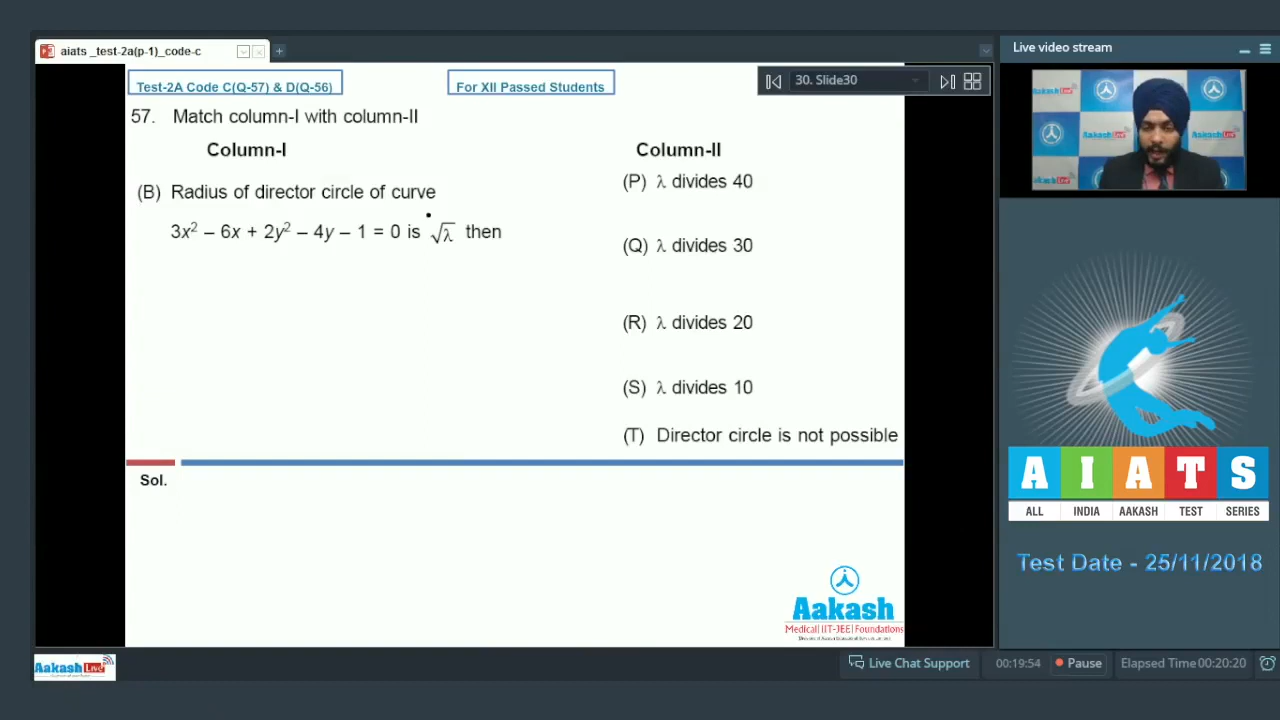 aiats _test-2a(p-1)_code-c
Live video stream
Test-2A Code C(Q-57) & D(Q-56)
For XII Passed Students
30. Slide30
57. Match column-I with column-II
Column-I
Column-II
(B) Radius of director circle of curve
3x² – 6x + 2y² – 4y – 1 = 0 is √λ then
(P) λ divides 40
(Q) λ divides 30
(R) λ divides 20
(S) λ divides 10
(T) Director circle is not possible
Sol.
Aakash
Medical|IIT-JEE|Foundations
A I A T S
ALL INDIA AAKASH TEST SERIES
Test Date - 25/11/2018
Aakash Live
Live Chat Support
00:19:54
Pause
Elapsed Time 00:20:20